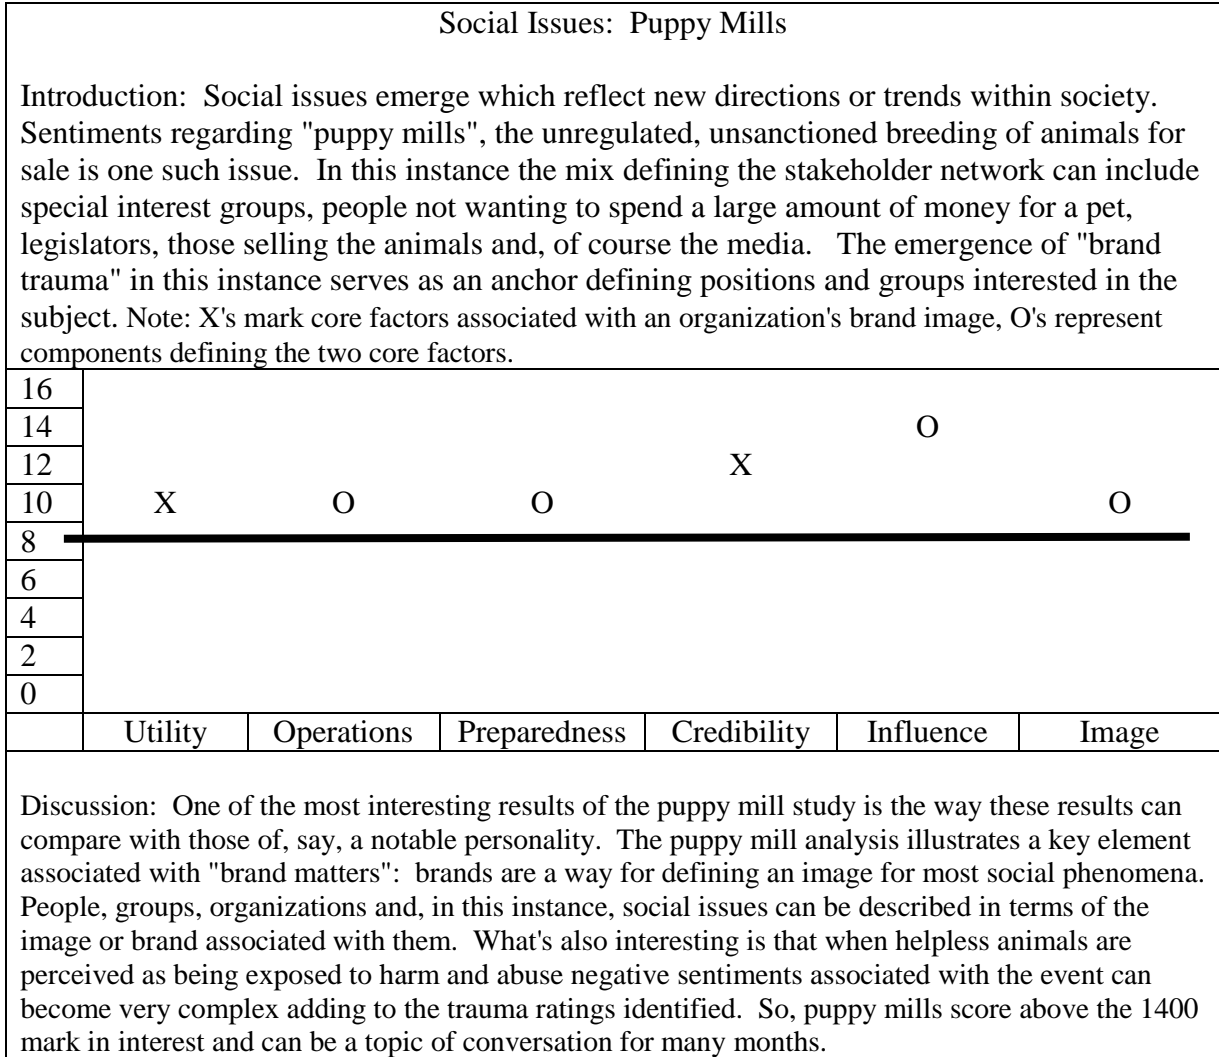 Social Issues:  Puppy Mills
Introduction:  Social issues emerge which reflect new directions or trends within society.
Sentiments regarding "puppy mills", the unregulated, unsanctioned breeding of animals for
sale is one such issue.  In this instance the mix defining the stakeholder network can include
special interest groups, people not wanting to spend a large amount of money for a pet,
legislators, those selling the animals and, of course the media.   The emergence of "brand
trauma" in this instance serves as an anchor defining positions and groups interested in the
subject. Note: X's mark core factors associated with an organization's brand image, O's represent
components defining the two core factors.
16
14 O
12 X
10 X O O O
8
6
4
2
0
Utility Operations Preparedness Credibility Influence Image
Discussion:  One of the most interesting results of the puppy mill study is the way these results can
compare with those of, say, a notable personality.  The puppy mill analysis illustrates a key element
associated with "brand matters":  brands are a way for defining an image for most social phenomena.
People, groups, organizations and, in this instance, social issues can be described in terms of the
image or brand associated with them.  What's also interesting is that when helpless animals are
perceived as being exposed to harm and abuse negative sentiments associated with the event can
become very complex adding to the trauma ratings identified.  So, puppy mills score above the 1400
mark in interest and can be a topic of conversation for many months.